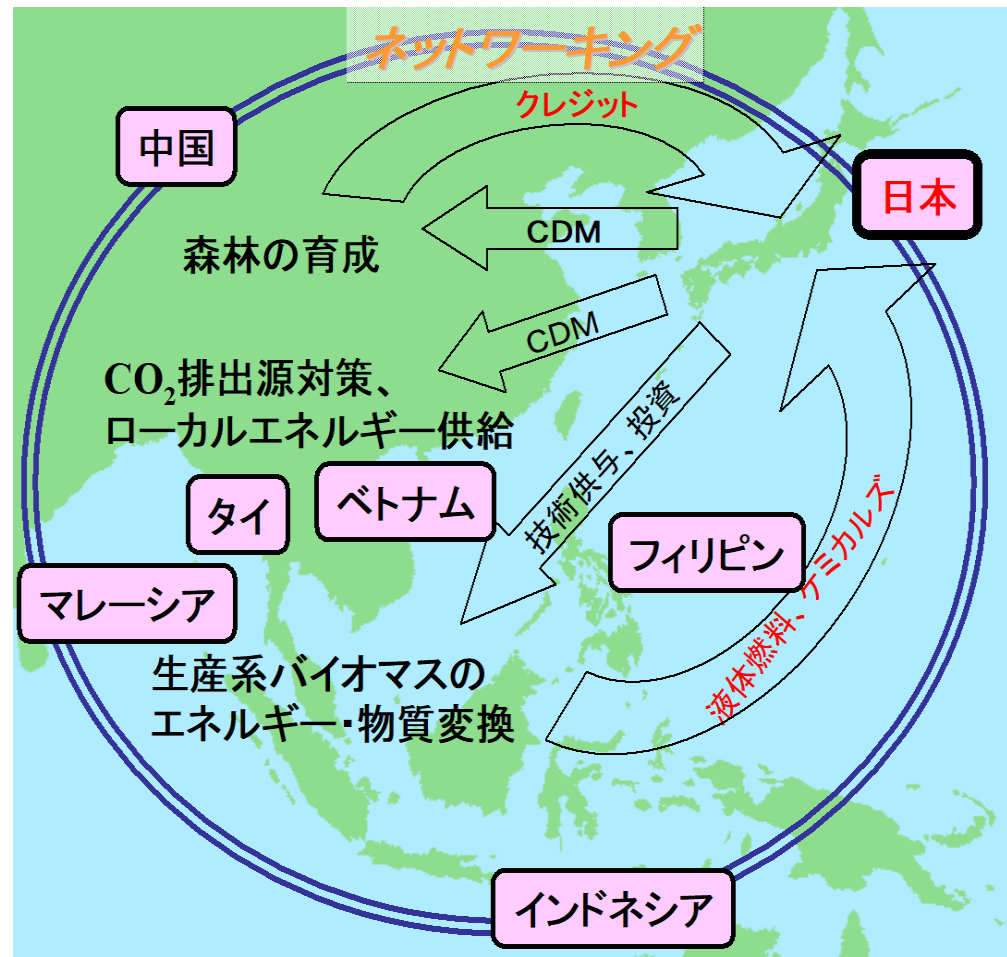 ネットワーキング
クレジット
中国
日本
CDM
森林の育成
CDM
CO₂排出源対策、
ローカルエネルギー供給
技術供与、投資
タイ
ベトナム
フィリピン
マレーシア
液体燃料、ケミカルズ
生産系バイオマスの
エネルギー・物質変換
インドネシア